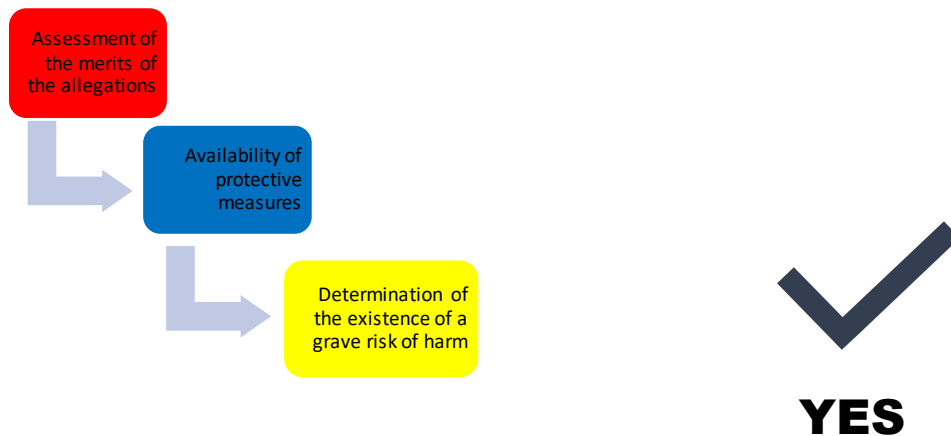 Assessment of
the merits of
the allegations
Availability of
protective
measures
Determination of
the existence of a
grave risk of harm
YES